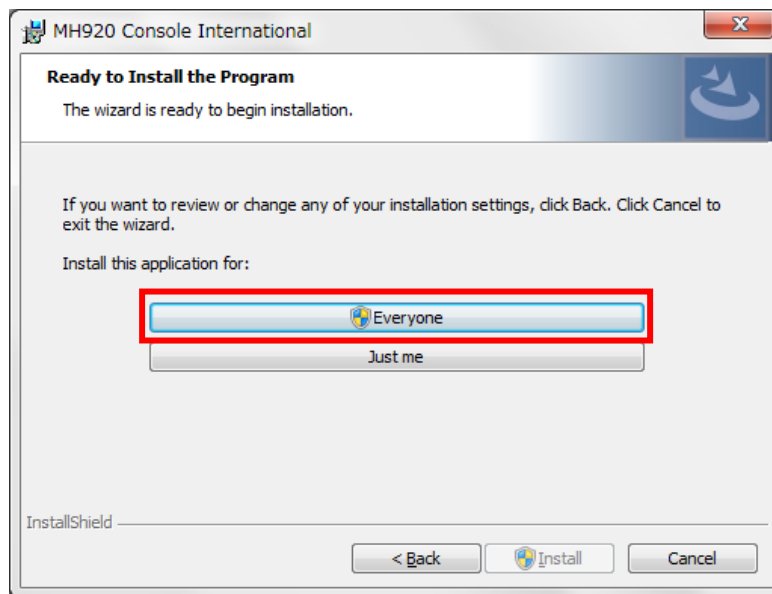 MH920 Console International
Ready to Install the Program
The wizard is ready to begin installation.
If you want to review or change any of your installation settings, click Back. Click Cancel to
exit the wizard.
Install this application for:
Everyone
Just me
InstallShield
< Back
Install
Cancel